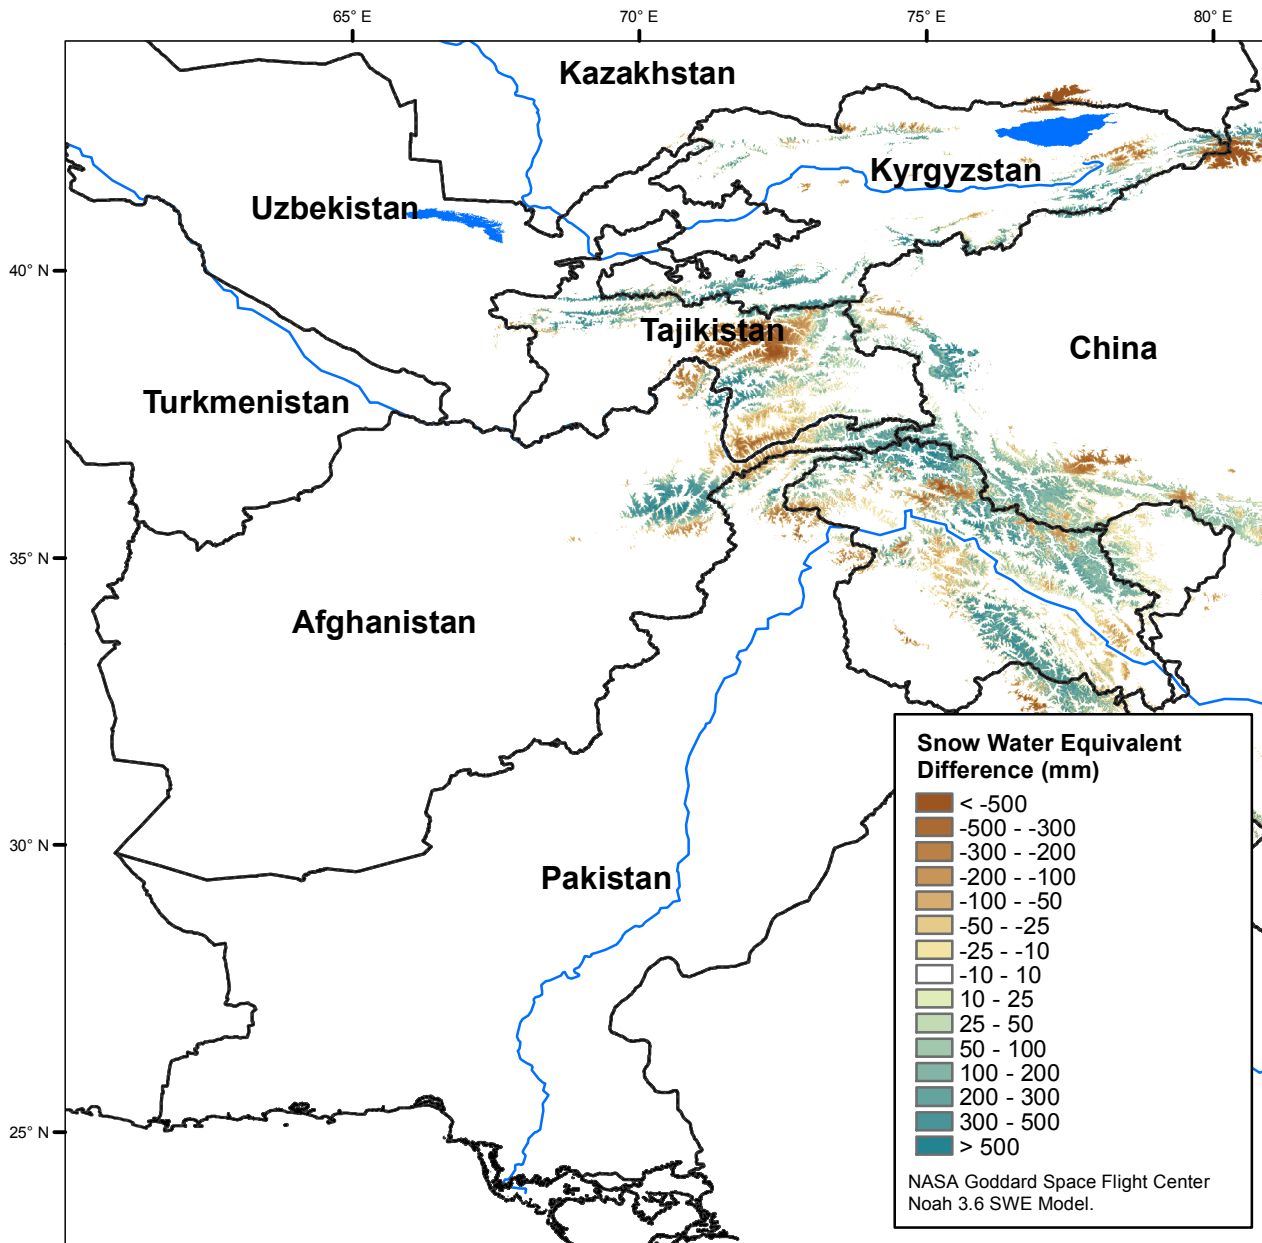 65° E
70° E
75° E
80° E
Kazakhstan
Kyrgyzstan
Uzbekistan
40° N
Tajikistan
China
Turkmenistan
35° N
Afghanistan
30° N
Pakistan
25° N
Snow Water Equivalent
Difference (mm)
< -500
-500 - -300
-300 - -200
-200 - -100
-100 - -50
-50 - -25
-25 - -10
-10 - 10
10 - 25
25 - 50
50 - 100
100 - 200
200 - 300
300 - 500
> 500
NASA Goddard Space Flight Center
Noah 3.6 SWE Model.